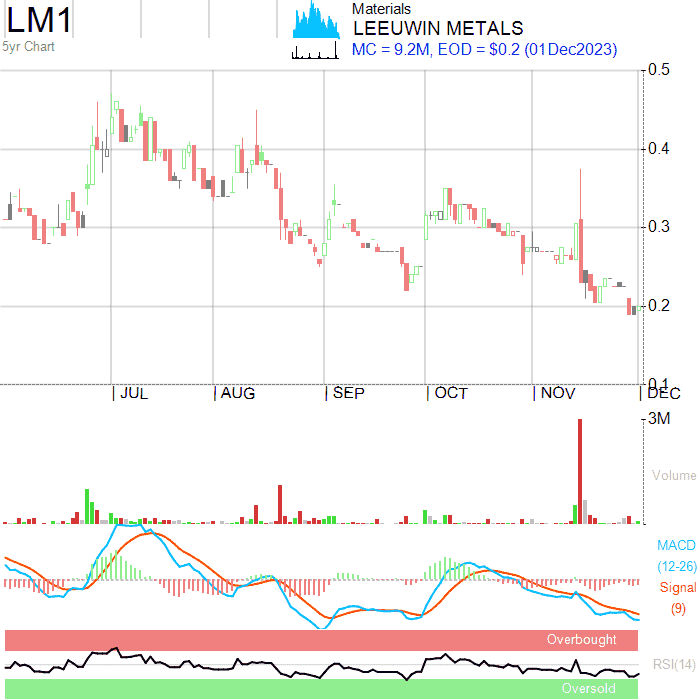 LM1
5yr Chart
Materials
LEEUWIN METALS
MC = 9.2M, EOD = $0.2 (01Dec2023)
0.5
0.4
0.3
0.2
0.1
JUL AUG SEP OCT NOV DEC
3M
Volume
MACD
(12-26)
Signal
(9)
Overbought
RSI(14)
Oversold